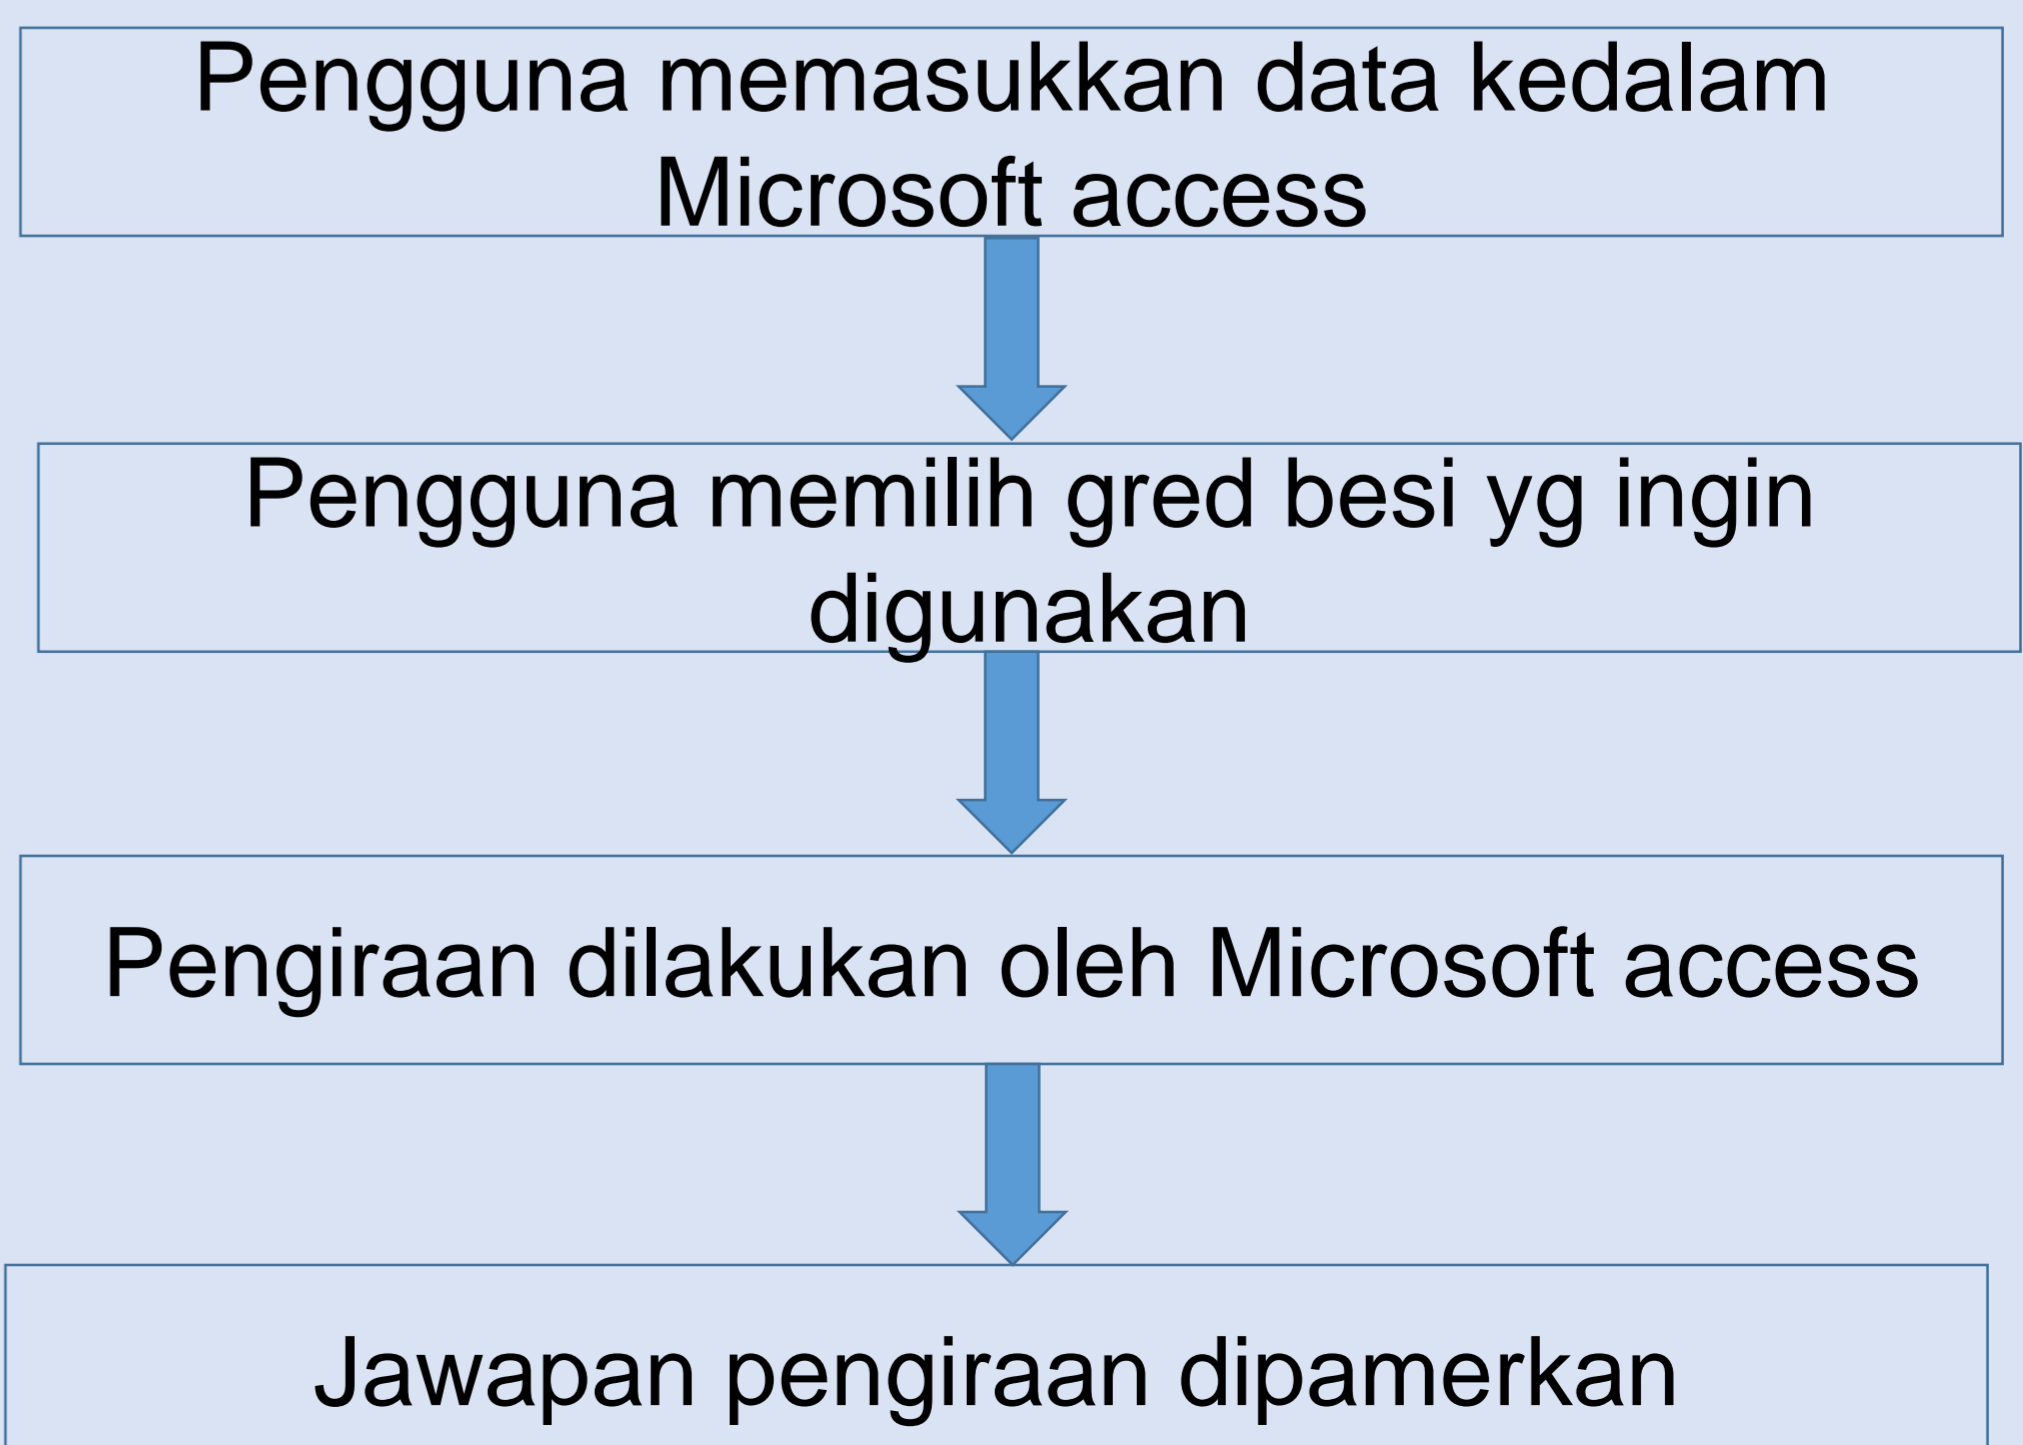 Pengguna memasukkan data kedalam
Microsoft access
Pengguna memilih gred besi yg ingin
digunakan
Pengiraan dilakukan oleh Microsoft access
Jawapan pengiraan dipamerkan